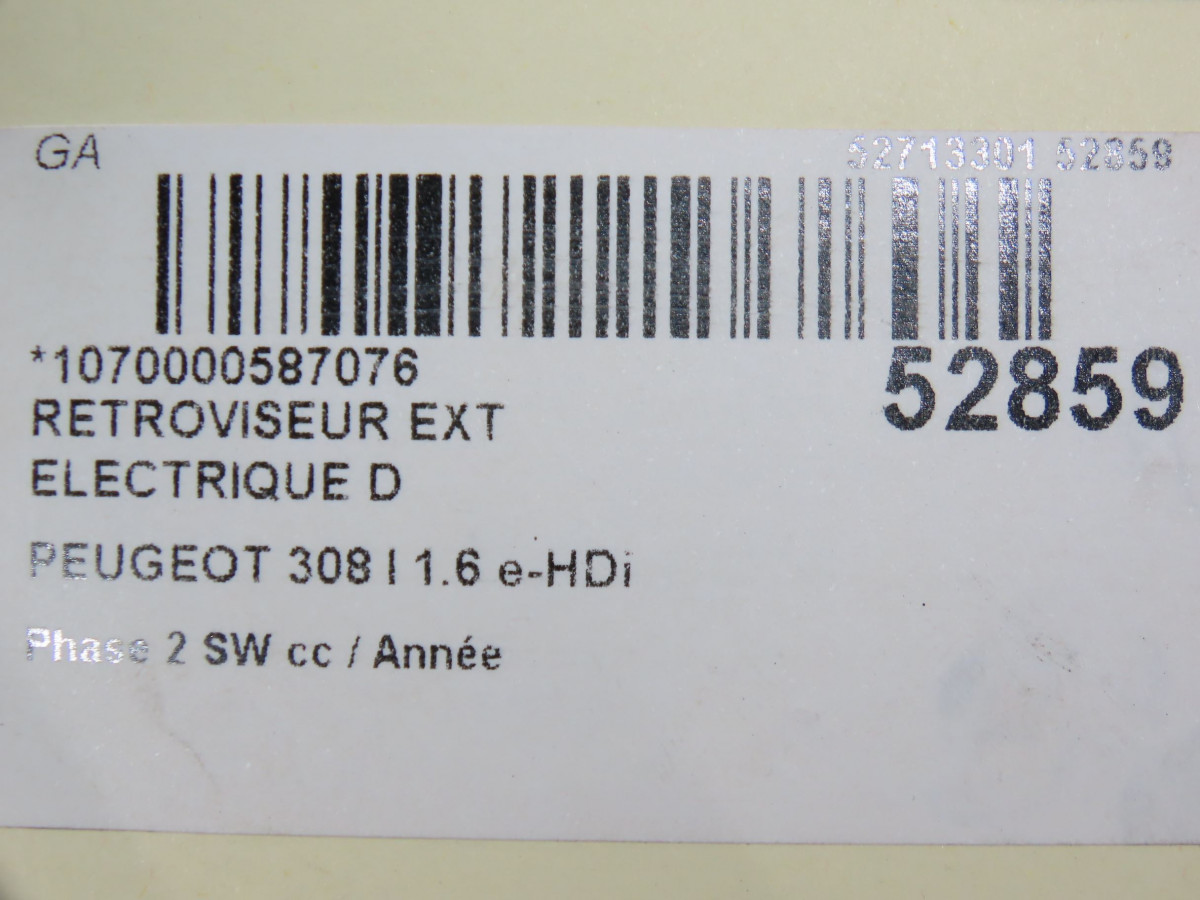 GA 52713301 52859
*1070000587076 52859
RETROVISEUR EXT
ELECTRIQUE D
PEUGEOT 308 I 1.6 e-HDi
Phase 2 SW cc / Année